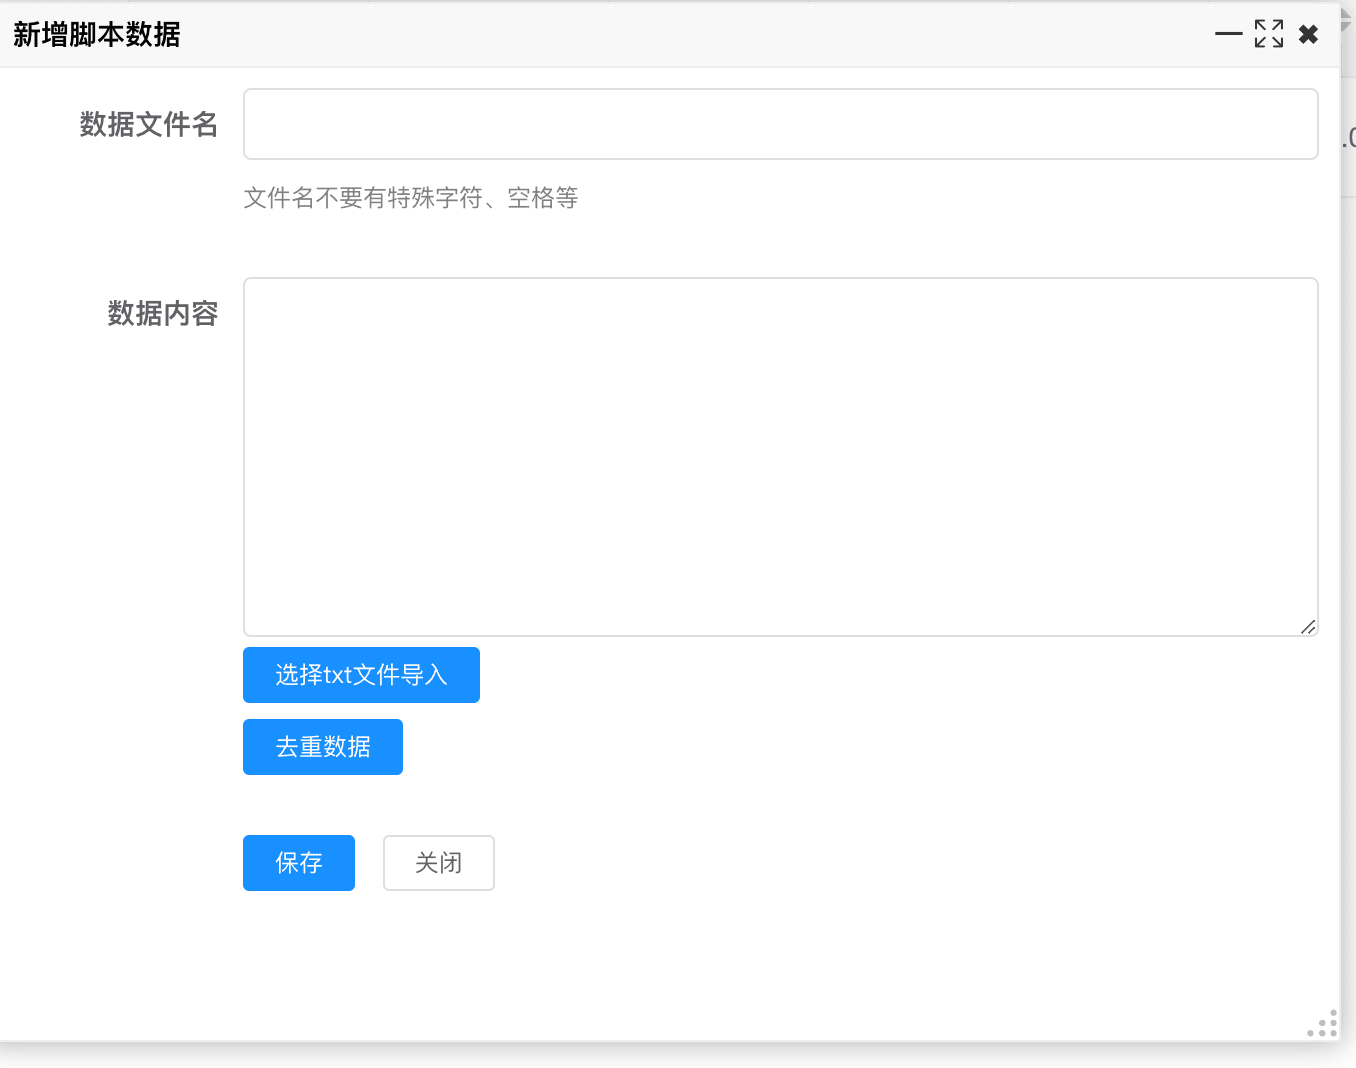 新增脚本数据
数据文件名
文件名不要有特殊字符、空格等
数据内容
选择txt文件导入
去重数据
保存
关闭